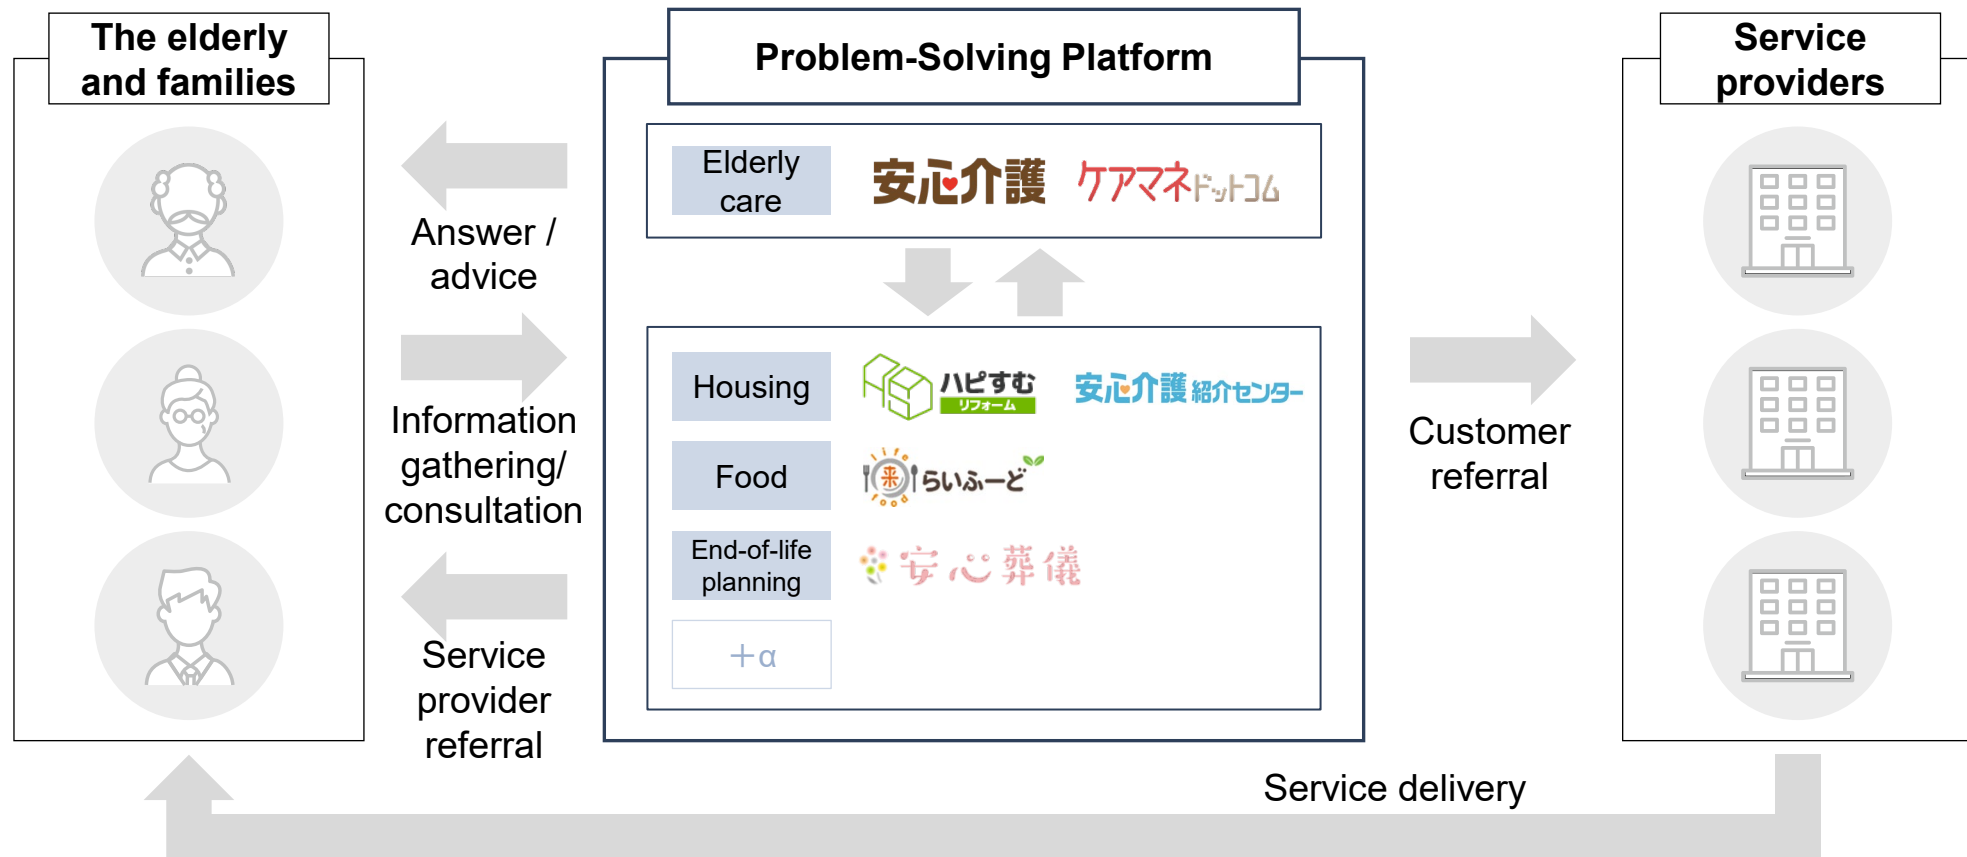 The elderly
and families
Answer /
advice
Information
gathering/
consultation
Service
provider
referral
Problem-Solving Platform
Elderly
care
安心介護
ケアマネドットコム
Housing
ハピすむ
リフォーム
安心介護 紹介センター
Food
life
来
food
らいふーど
End-of-life
planning
安心葬儀
＋α
Customer
referral
Service
providers
Service delivery